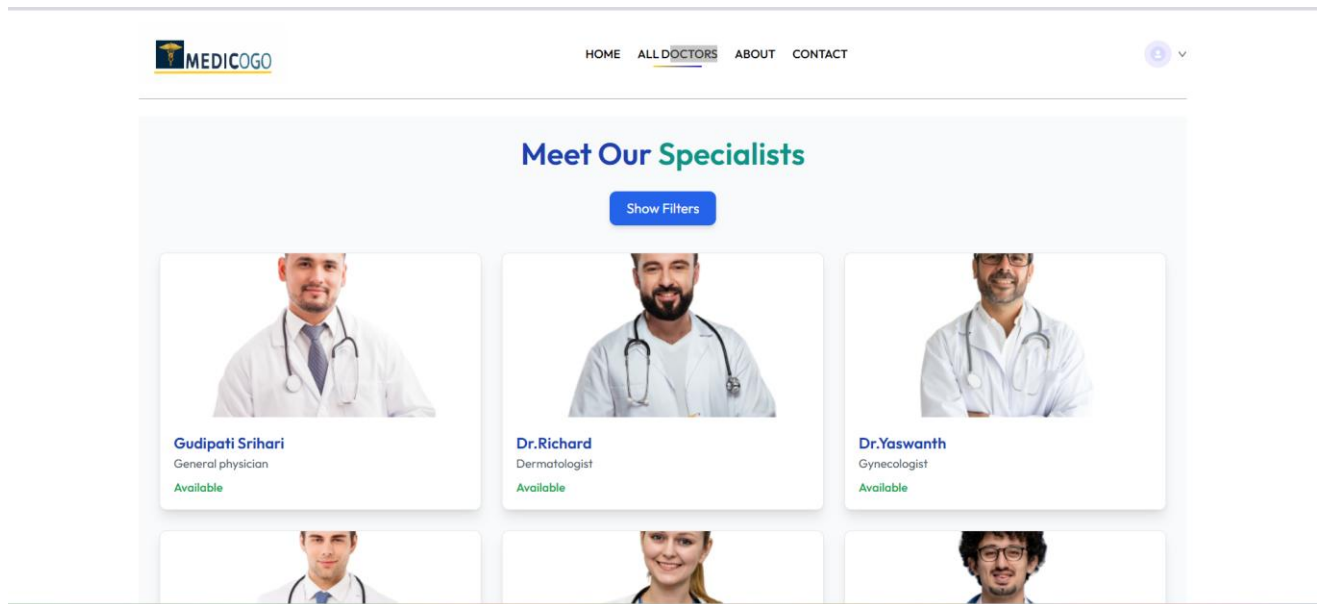 MEDICOGO
HOME ALL DOCTORS ABOUT CONTACT
Meet Our Specialists
Show Filters
Gudipati Srihari
General physician
Available
Dr.Richard
Dermatologist
Available
Dr.Yaswanth
Gynecologist
Available